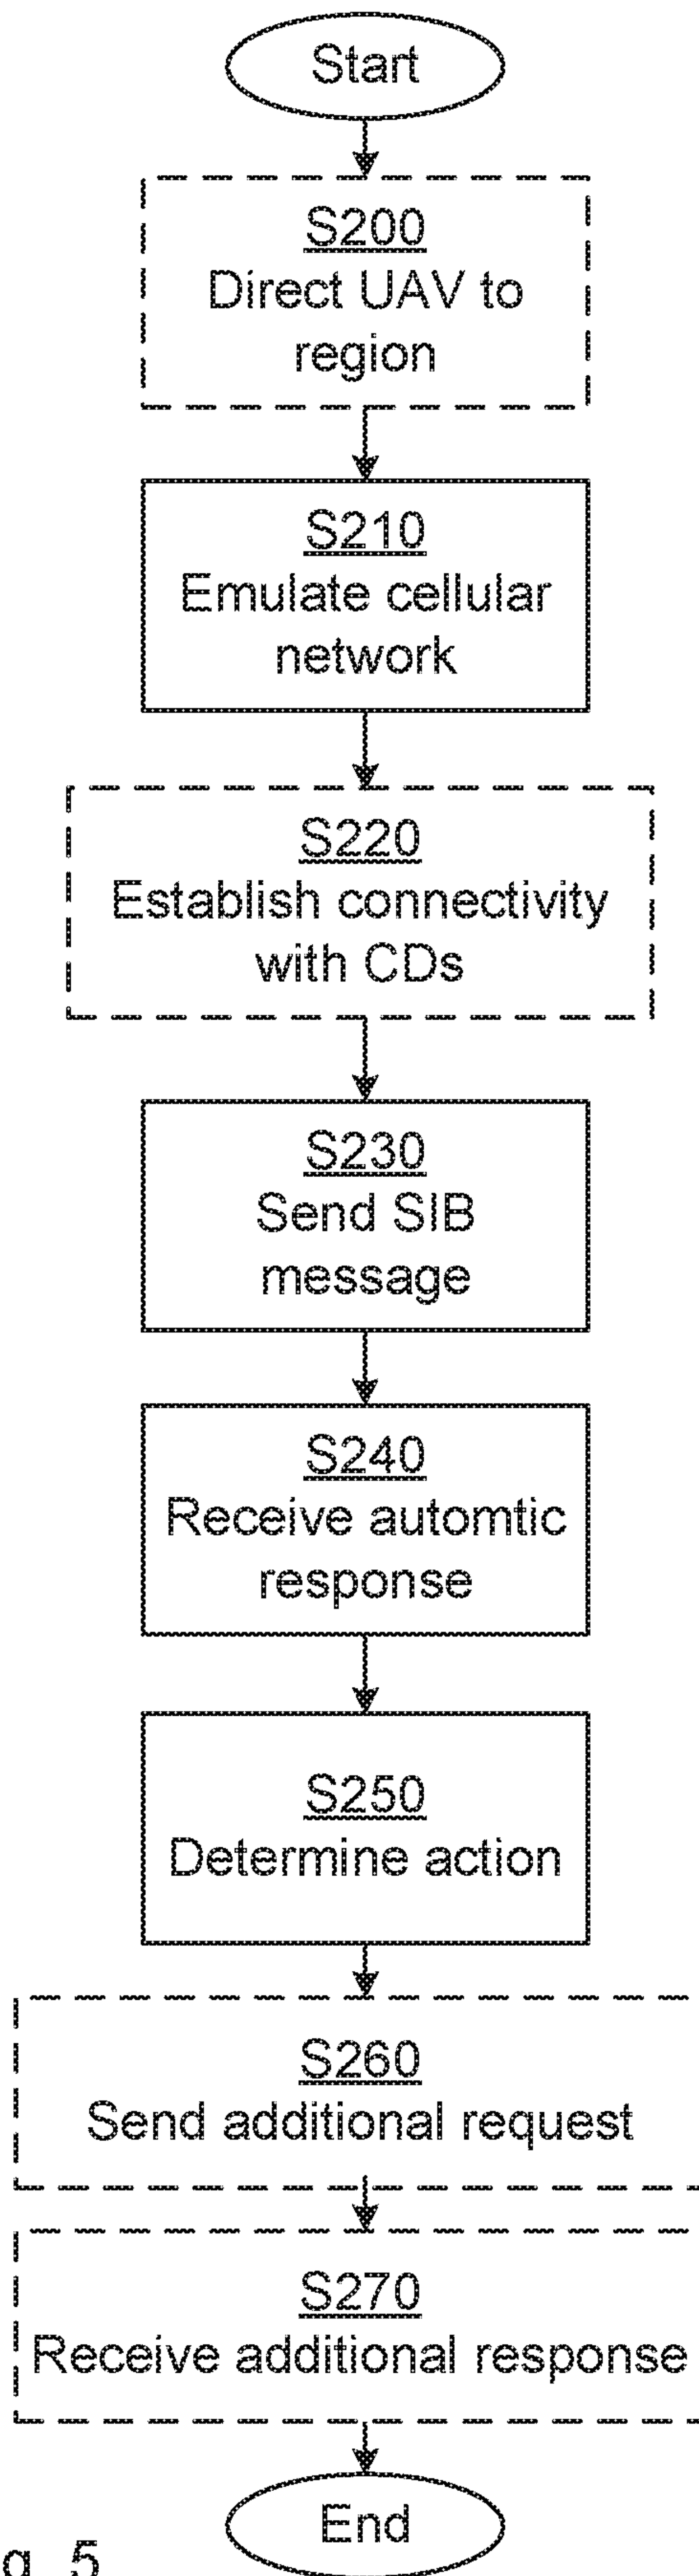 Start
S200
Direct UAV to
region
S210
Emulate cellular
network
S220
Establish connectivity
with CDs
S230
Send SIB
message
S240
Receive automtic
response
S250
Determine action
S260
Send additional request
S270
Receive additional response
End
g. 5